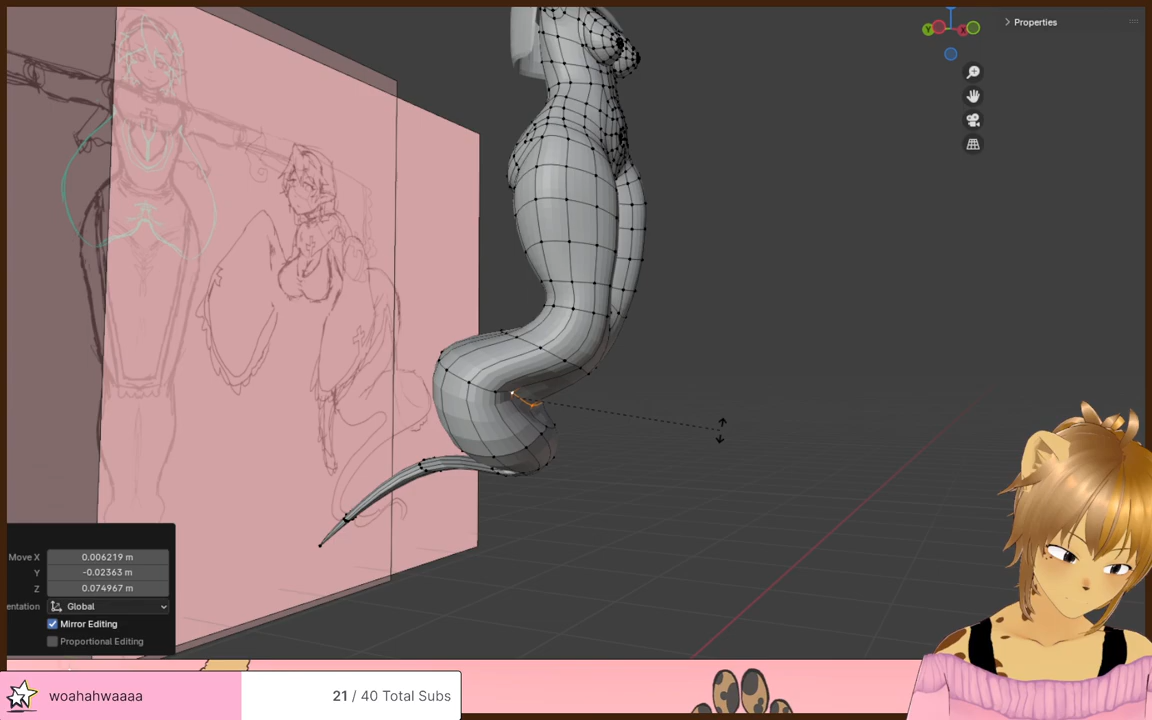 Properties
Y
X
Move X 0.006219 m
Y -0.02363 m
Z 0.074967 m
entation Global
Mirror Editing
Proportional Editing
woahahwaaaa 21 / 40 Total Subs